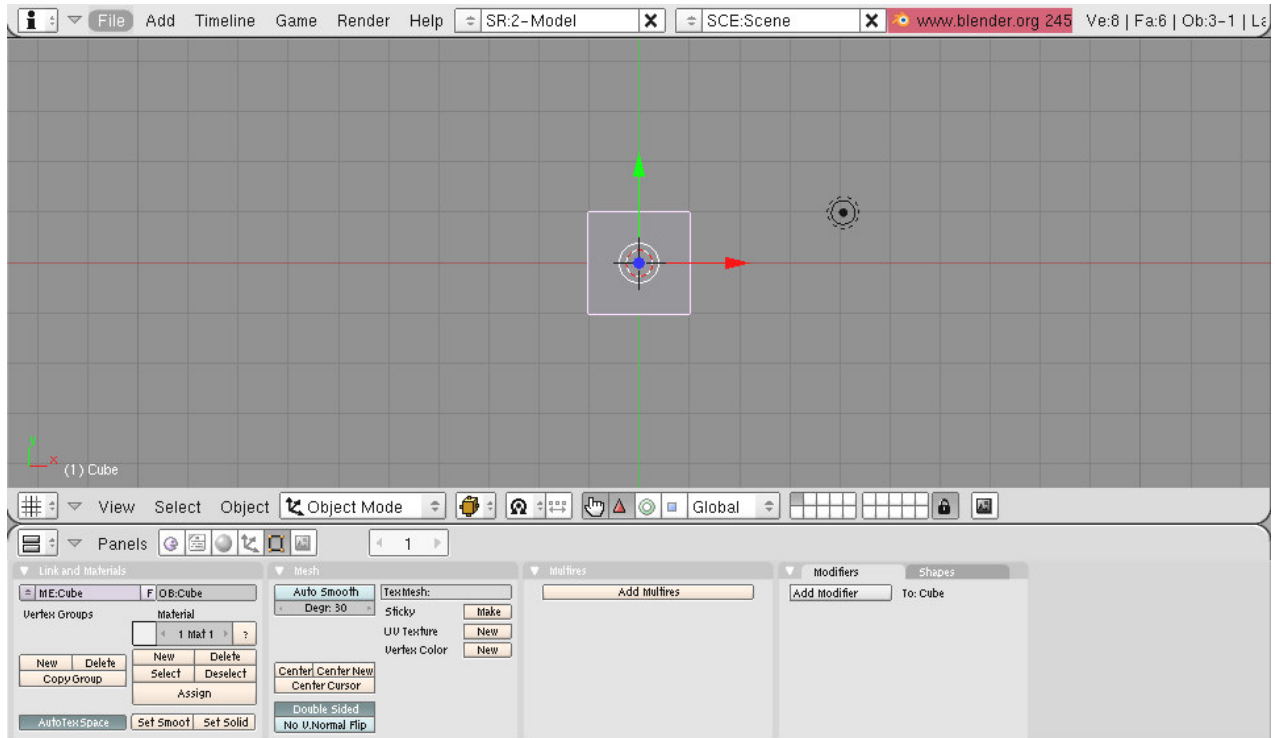 File Add Timeline Game Render Help SR:2-Model SCE:Scene www.blender.org 245 Ve:8 | Fa:6 | Ob:3-1 | La
y
x
(1) Cube
View Select Object Object Mode Global
Panels 1
Link and Materials Mesh Multires Modifiers Shapes
ME:Cube F OB:Cube Auto Smooth TexMesh: Add Multires Add Modifier To: Cube
Degr: 30 Sticky Make
Vertex Groups Material
1 Mat 1 ? UV Texture New
Vertex Color New
New Delete New Delete
Copy Group Select Deselect Center Center New
Assign Center Cursor
Double Sided
AutoTexSpace Set Smoot Set Solid No V.Normal Flip